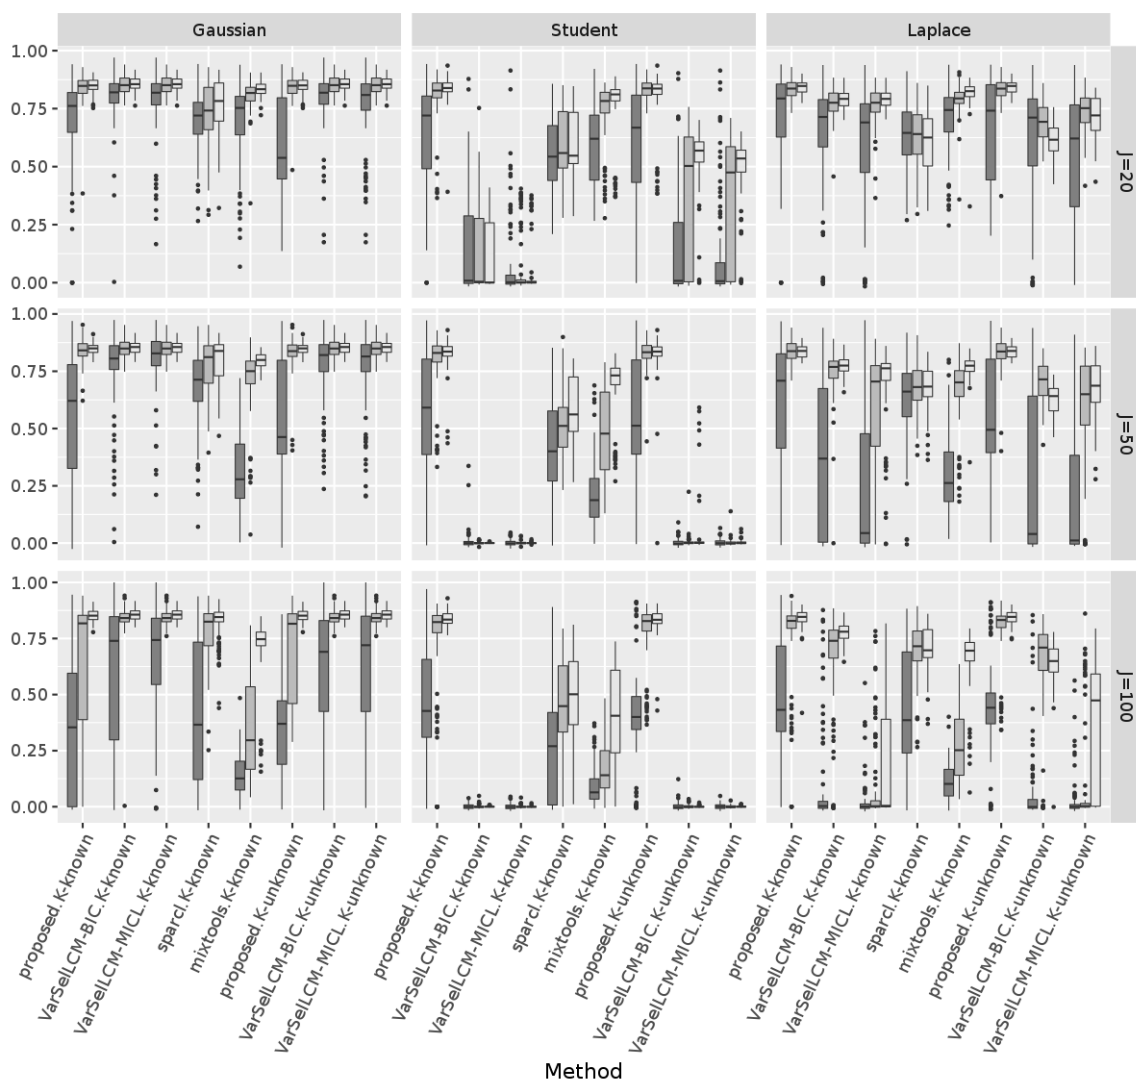 Gaussian Student Laplace
1.00
0.75
0.50
0.25
0.00
J=20
1.00
0.75
0.50
0.25
0.00
J=50
1.00
0.75
0.50
0.25
0.00
J=100
proposed.K-known
VarSelLCM-BIC.K-known
VarSelLCM-MICL.K-known
sparcl.K-known
mixtools.K-known
proposed.K-unknown
VarSelLCM-BIC.K-unknown
VarSelLCM-MICL.K-unknown
proposed.K-known
VarSelLCM-BIC.K-known
VarSelLCM-MICL.K-known
sparcl.K-known
mixtools.K-known
proposed.K-unknown
VarSelLCM-BIC.K-unknown
VarSelLCM-MICL.K-unknown
proposed.K-known
VarSelLCM-BIC.K-known
VarSelLCM-MICL.K-known
sparcl.K-known
mixtools.K-known
proposed.K-unknown
VarSelLCM-BIC.K-unknown
VarSelLCM-MICL.K-unknown
Method